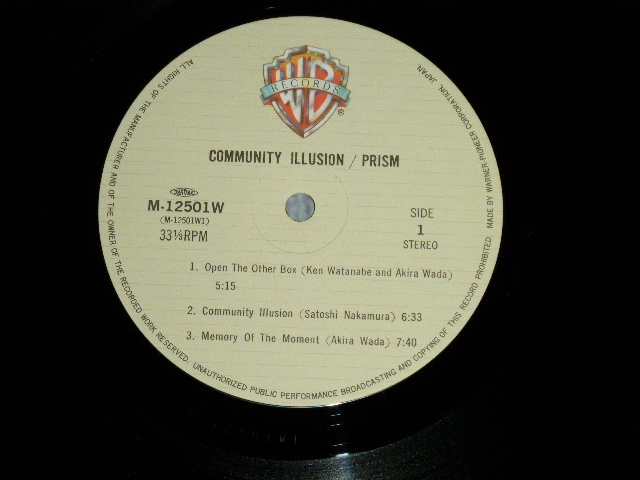 WB
RECORDS
®
COMMUNITY ILLUSION / PRISM
JASRAC
M-12501W
(M-12501W1)
33⅓RPM
SIDE
1
STEREO
1. Open The Other Box (Ken Watanabe and Akira Wada)
5:15
2. Community Illusion (Satoshi Nakamura) 6:33
3. Memory Of The Moment (Akira Wada) 7:40
ALL RIGHTS OF THE MANUFACTURER AND OF THE OWNER OF THE RECORDED WORK RESERVED. UNAUTHORIZED PUBLIC PERFORMANCE BROADCASTING AND COPYING OF THIS RECORD PROHIBITED. MADE BY WARNER-PIONEER CORPORATION, JAPAN.